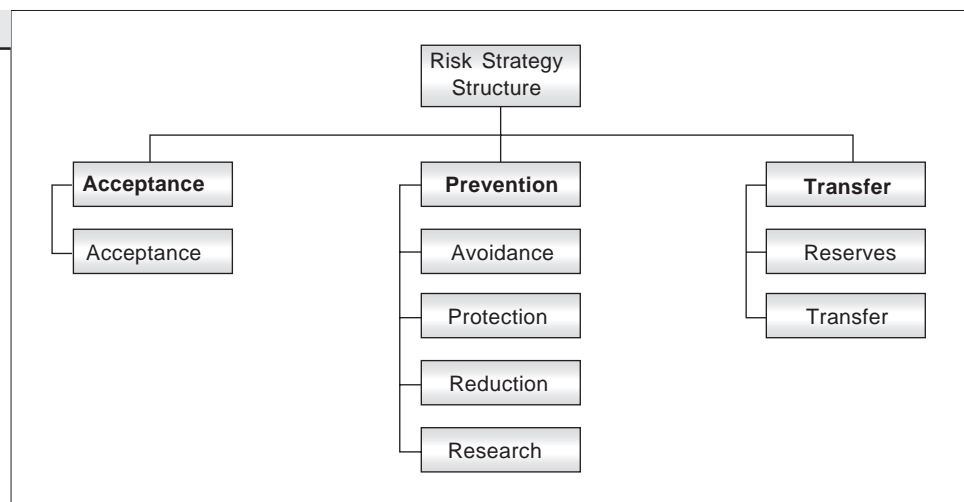 Risk Strategy
Structure
Acceptance
Acceptance
Prevention
Avoidance
Protection
Reduction
Research
Transfer
Reserves
Transfer